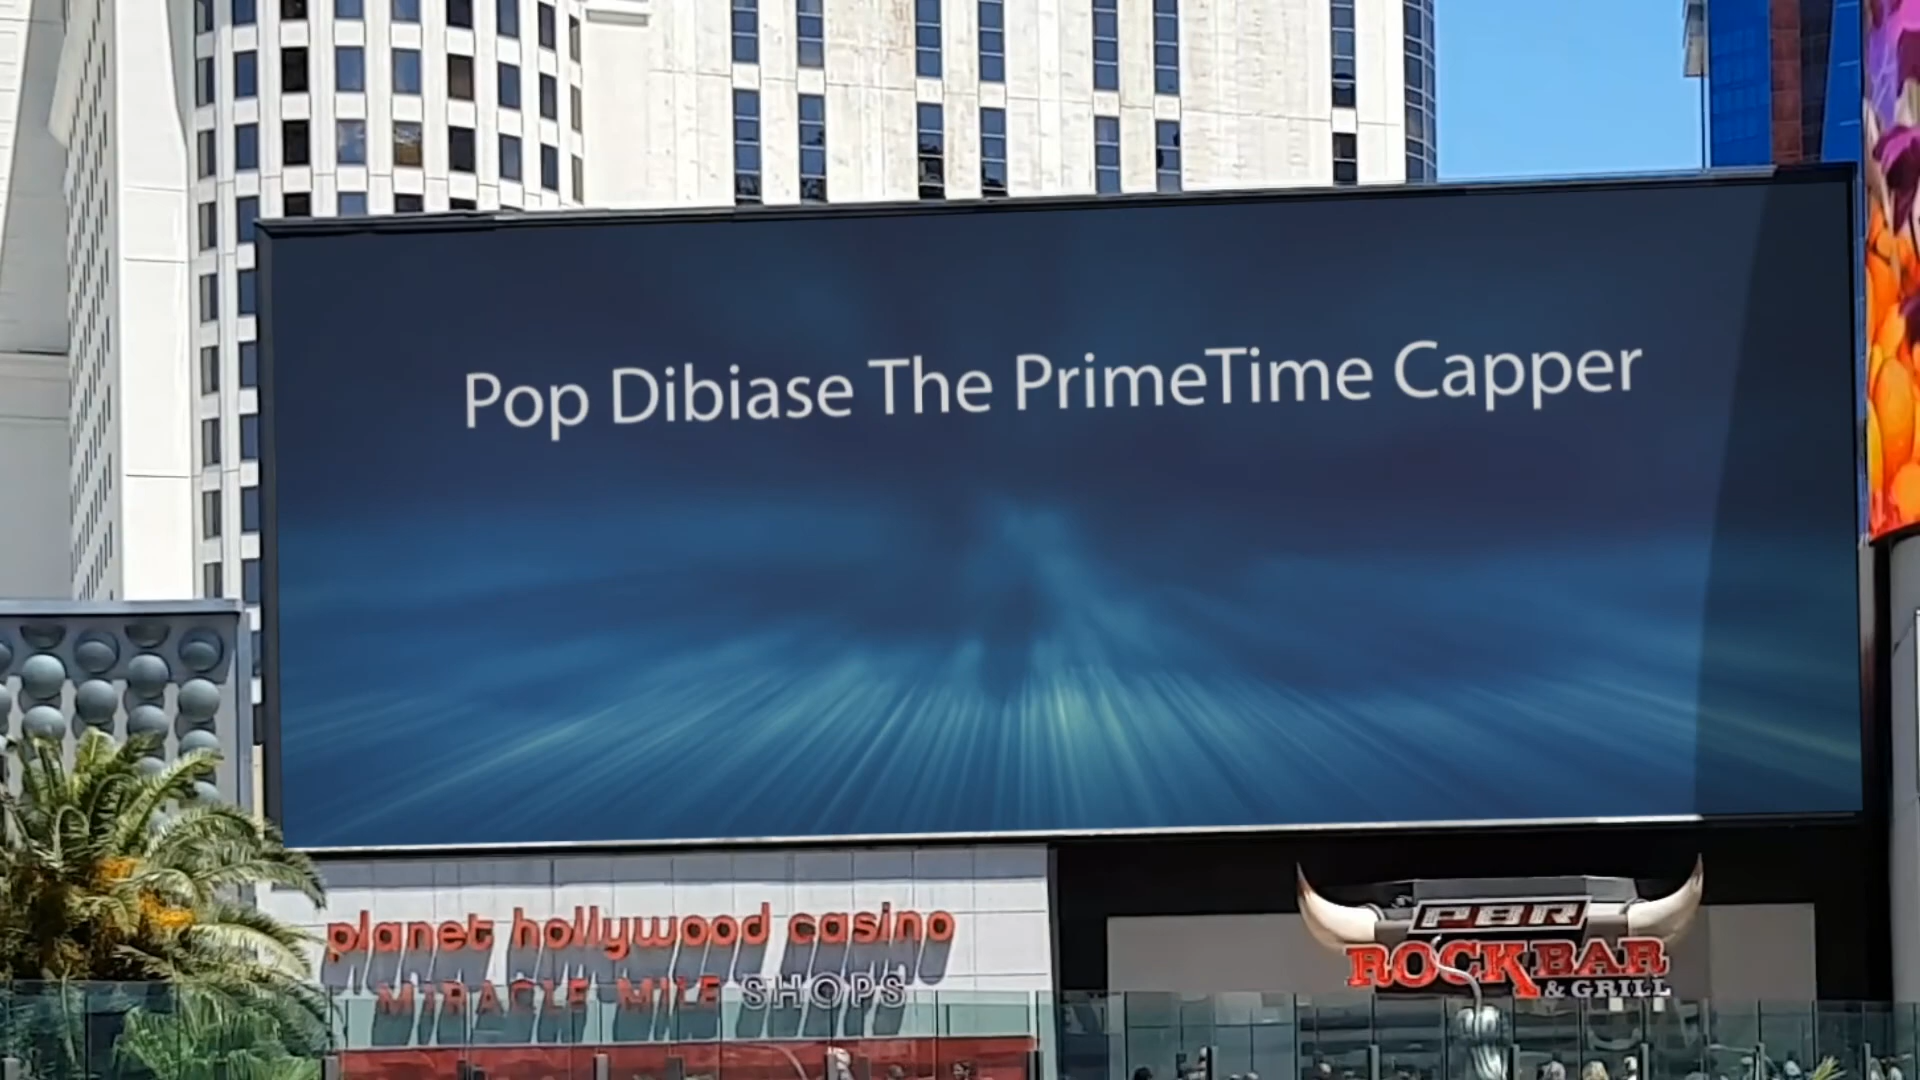 Pop Dibiase The PrimeTime Capper
planet hollywood casino
MIRACLE MILE SHOPS
PBR
ROCKBAR
& GRILL